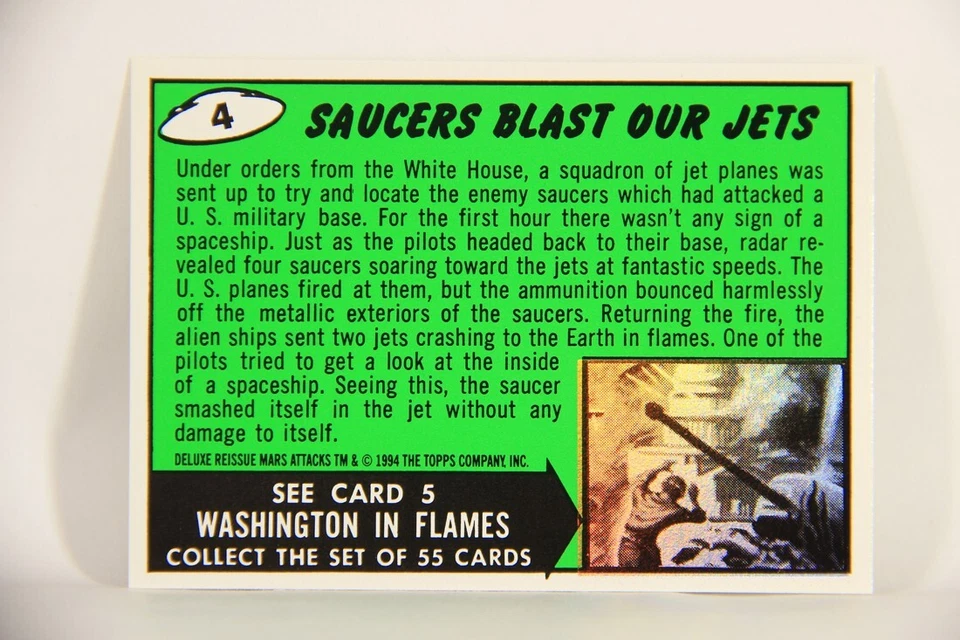 4 SAUCERS BLAST OUR JETS
Under orders from the White House, a squadron of jet planes was
sent up to try and locate the enemy saucers which had attacked a
U. S. military base. For the first hour there wasn't any sign of a
spaceship. Just as the pilots headed back to their base, radar re-
vealed four saucers soaring toward the jets at fantastic speeds. The
U. S. planes fired at them, but the ammunition bounced harmlessly
off the metallic exteriors of the saucers. Returning the fire, the
alien ships sent two jets crashing to the Earth in flames. One of the
pilots tried to get a look at the inside
of a spaceship. Seeing this, the saucer
smashed itself in the jet without any
damage to itself.
DELUXE REISSUE MARS ATTACKS TM & © 1994 THE TOPPS COMPANY, INC.
SEE CARD 5
WASHINGTON IN FLAMES
COLLECT THE SET OF 55 CARDS